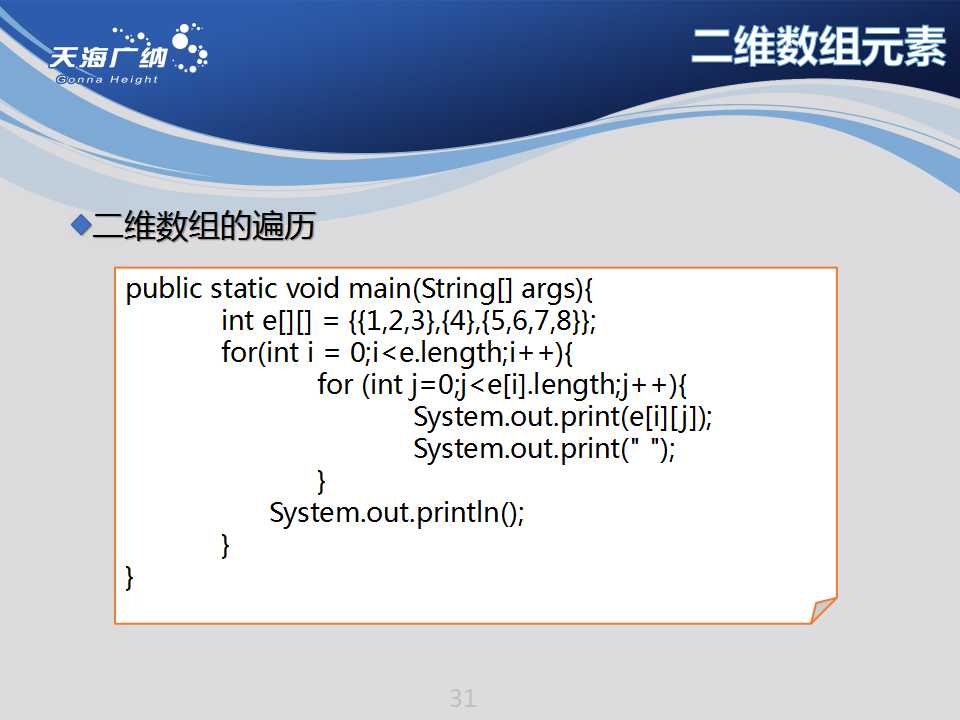 天海广纳
Gonna Height
二维数组元素
二维数组的遍历
public static void main(String[] args){
int e[][] = {{1,2,3},{4},{5,6,7,8}};
for(int i = 0;i<e.length;i++){
for (int j=0;j<e[i].length;j++){
System.out.print(e[i][j]);
System.out.print(" ");
}
System.out.println();
}
}
31